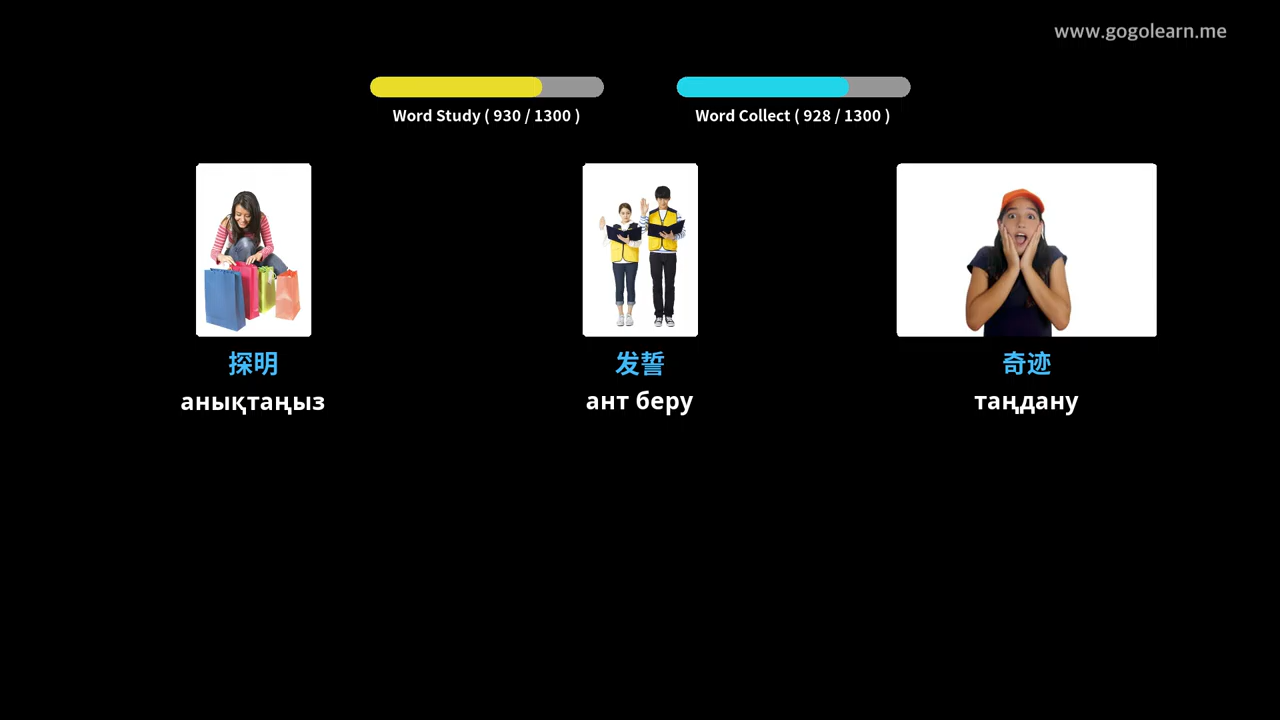 www.gogolearn.me
Word Study ( 930 / 1300 )
Word Collect ( 928 / 1300 )
探明
анықтаңыз
发誓
ант беру
奇迹
таңдану